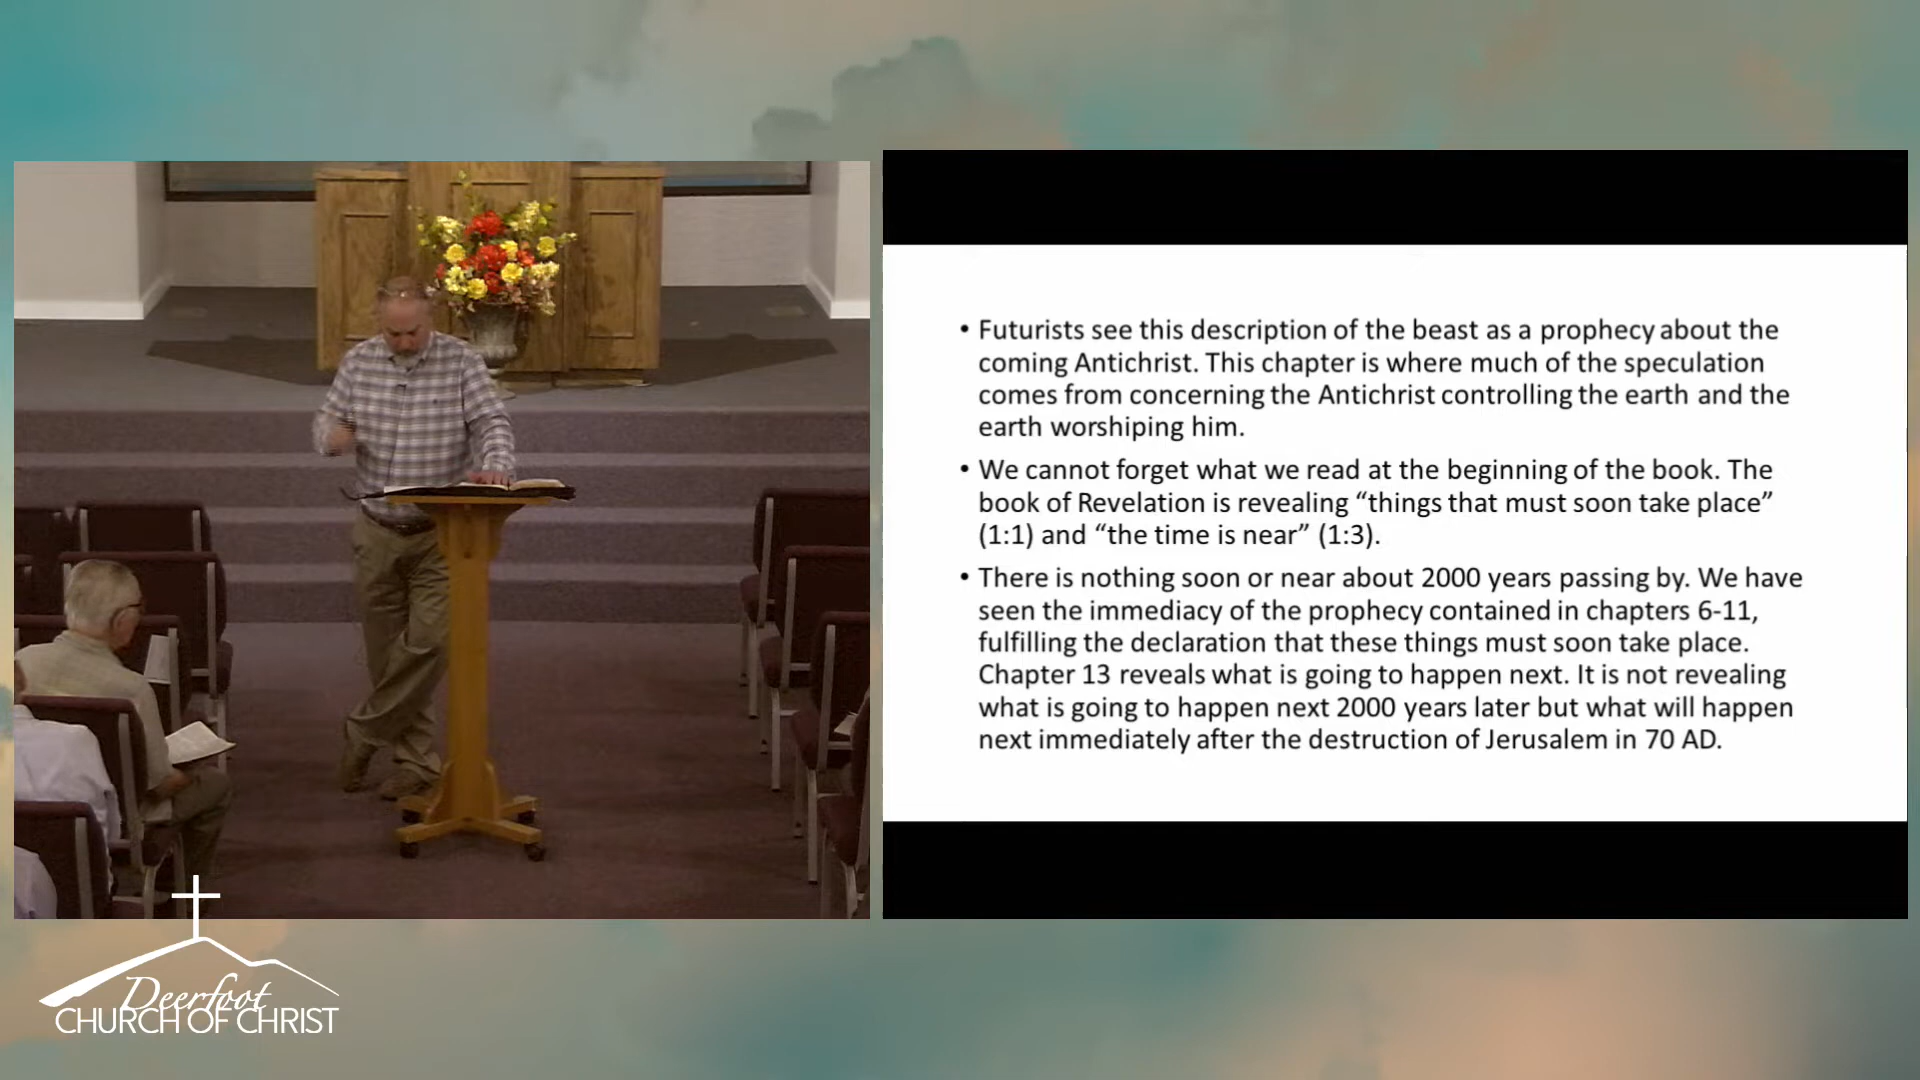 • Futurists see this description of the beast as a prophecy about the
coming Antichrist. This chapter is where much of the speculation
comes from concerning the Antichrist controlling the earth and the
earth worshiping him.
• We cannot forget what we read at the beginning of the book. The
book of Revelation is revealing “things that must soon take place”
(1:1) and “the time is near” (1:3).
• There is nothing soon or near about 2000 years passing by. We have
seen the immediacy of the prophecy contained in chapters 6-11,
fulfilling the declaration that these things must soon take place.
Chapter 13 reveals what is going to happen next. It is not revealing
what is going to happen next 2000 years later but what will happen
next immediately after the destruction of Jerusalem in 70 AD.
Deerfoot
CHURCH OF CHRIST